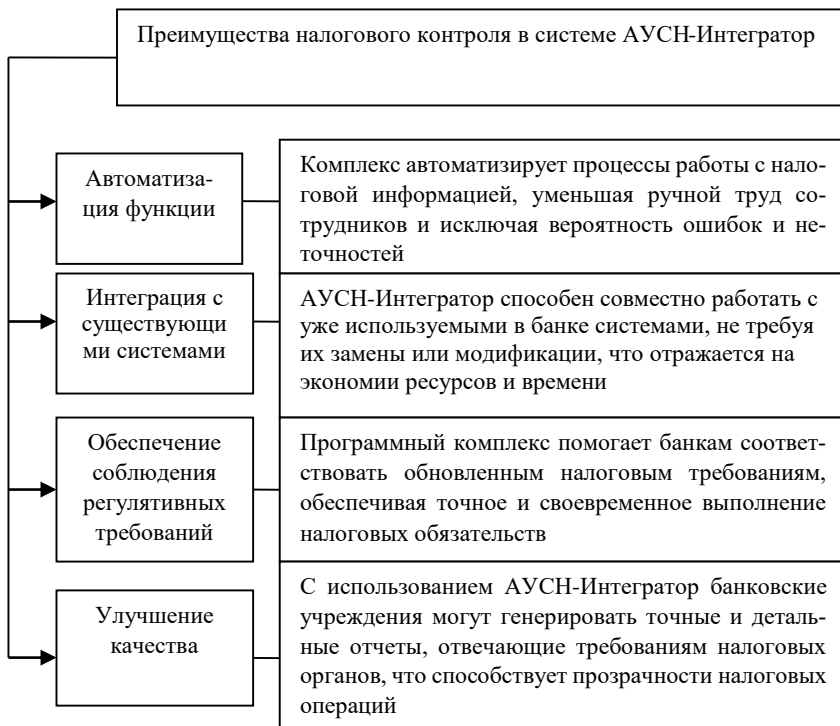 Преимущества налогового контроля в системе АУСН-Интегратор
Автоматиза-
ция функции
Комплекс автоматизирует процессы работы с нало-
говой информацией, уменьшая ручной труд со-
трудников и исключая вероятность ошибок и не-
точностей
Интеграция с
существующи
ми системами
АУСН-Интегратор способен совместно работать с
уже используемыми в банке системами, не требуя
их замены или модификации, что отражается на
экономии ресурсов и времени
Обеспечение
соблюдения
регулятивных
требований
Программный комплекс помогает банкам соответ-
ствовать обновленным налоговым требованиям,
обеспечивая точное и своевременное выполнение
налоговых обязательств
Улучшение
качества
С использованием АУСН-Интегратор банковские
учреждения могут генерировать точные и деталь-
ные отчеты, отвечающие требованиям налоговых
органов, что способствует прозрачности налоговых
операций